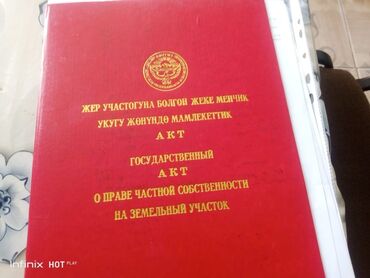 ЖЕР УЧАСТОГУНА БОЛГОН ЖЕКЕ МЕНЧИК
УКУГУ ЖӨНҮНДӨ МАМЛЕКЕТТИК
АКТ
ГОСУДАРСТВЕННЫЙ
АКТ
О ПРАВЕ ЧАСТНОЙ СОБСТВЕННОСТИ
НА ЗЕМЕЛЬНЫЙ УЧАСТОК
Infinix HOT PLAY